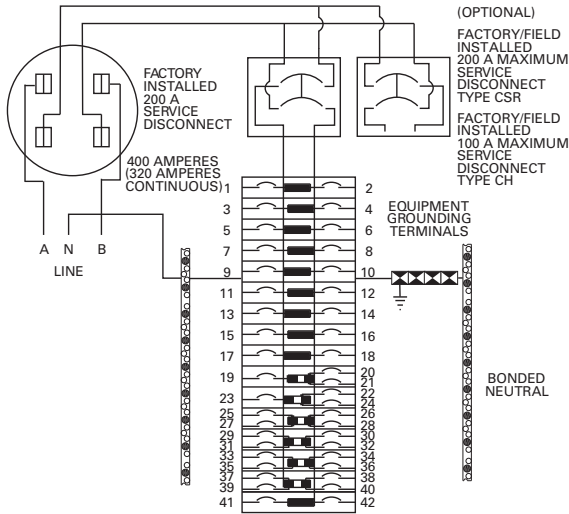 (OPTIONAL)
FACTORY/FIELD
INSTALLED
200 A MAXIMUM
SERVICE
DISCONNECT
TYPE CSR
FACTORY/FIELD
INSTALLED
100 A MAXIMUM
SERVICE
DISCONNECT
TYPE CH
FACTORY
INSTALLED
200 A
SERVICE
DISCONNECT
400 AMPERES
(320 AMPERES
CONTINUOUS)
A N B
LINE
EQUIPMENT
GROUNDING
TERMINALS
BONDED
NEUTRAL
1 2
3 4
5 6
7 8
9 10
11 12
13 14
15 16
17 18
19 20
21
23 22
24
25 26
27 28
29 30
31 32
33 34
35 36
37 38
39 40
41 42